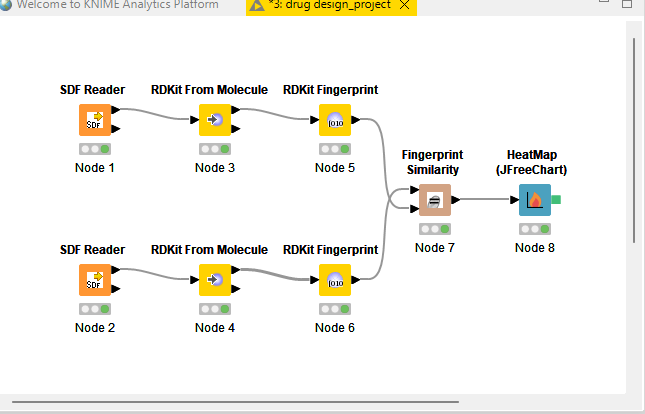 Welcome to KNIME Analytics Platform
*3: drug design_project
SDF Reader
RDKit From Molecule
RDKit Fingerprint
SDF
1010
Node 1
Node 3
Node 5
Fingerprint
Similarity
HeatMap
(JFreeChart)
Node 7
Node 8
SDF Reader
RDKit From Molecule
RDKit Fingerprint
SDF
1010
Node 2
Node 4
Node 6